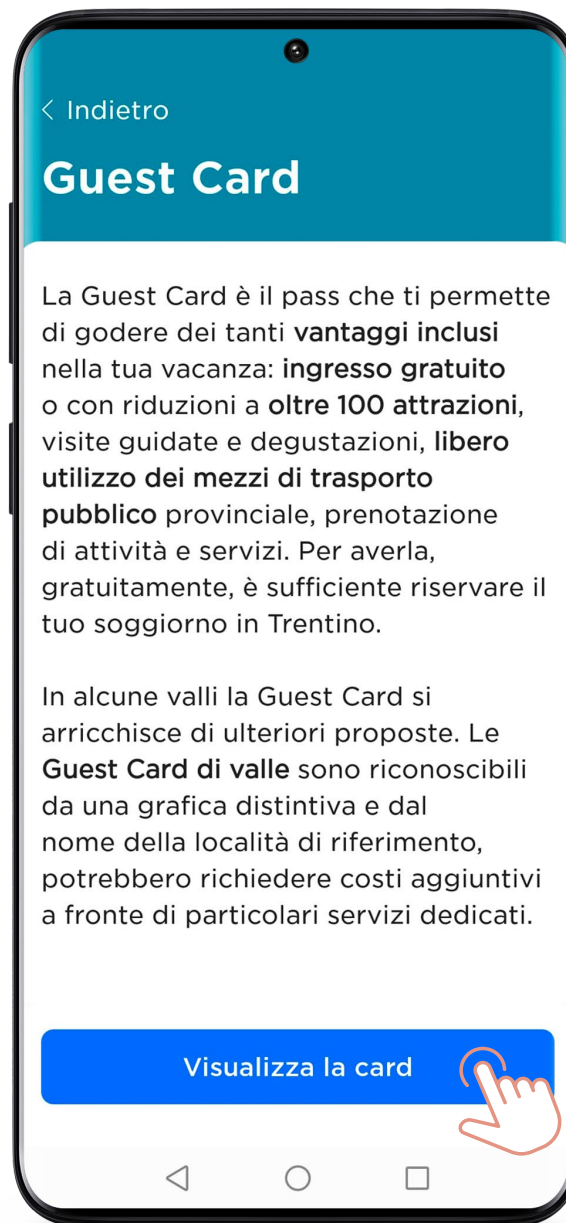 < Indietro
Guest Card
La Guest Card è il pass che ti permette
di godere dei tanti vantaggi inclusi
nella tua vacanza: ingresso gratuito
o con riduzioni a oltre 100 attrazioni,
visite guidate e degustazioni, libero
utilizzo dei mezzi di trasporto
pubblico provinciale, prenotazione
di attività e servizi. Per averla,
gratuitamente, è sufficiente riservare il
tuo soggiorno in Trentino.
In alcune valli la Guest Card si
arricchisce di ulteriori proposte. Le
Guest Card di valle sono riconoscibili
da una grafica distintiva e dal
nome della località di riferimento,
potrebbero richiedere costi aggiuntivi
a fronte di particolari servizi dedicati.
Visualizza la card